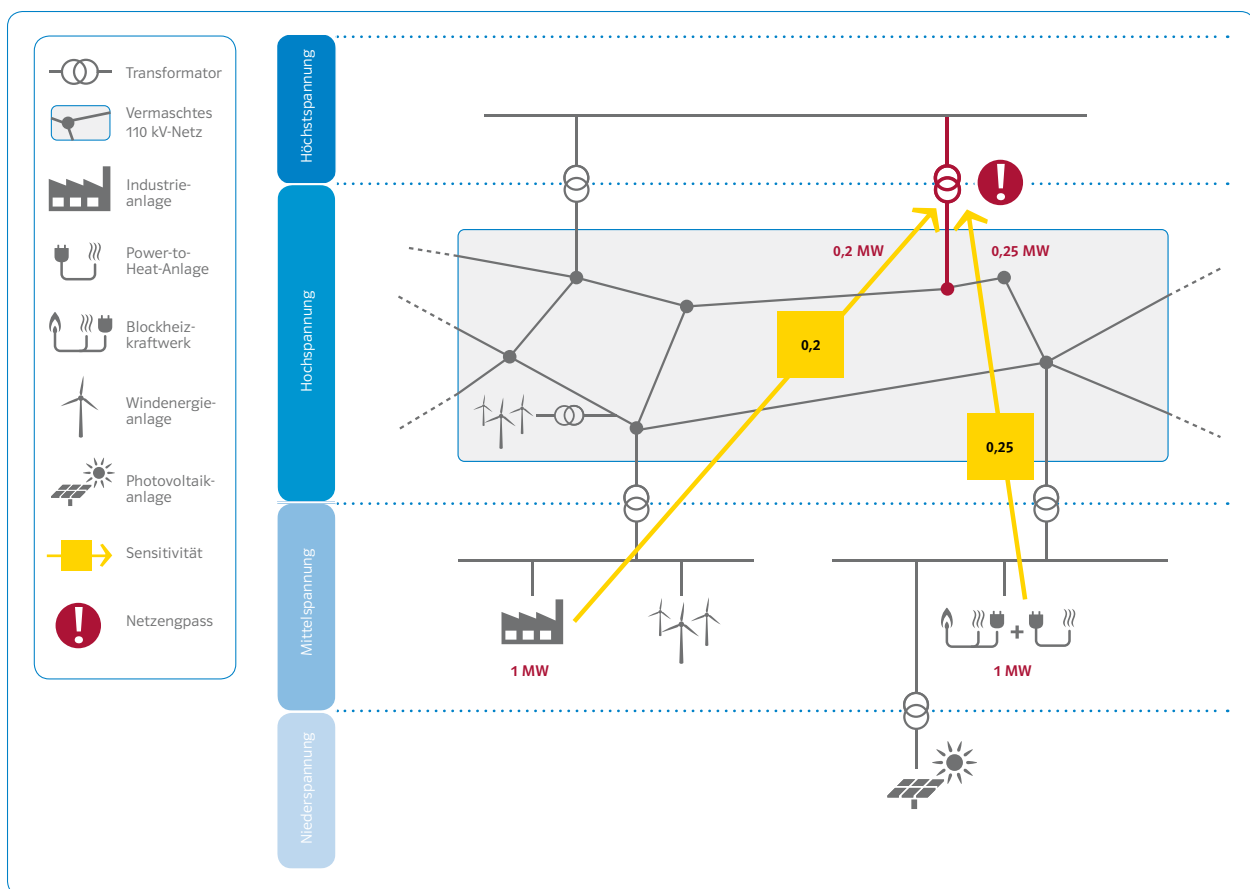 Transformator
Vermaschtes
110 kV-Netz
Industrie-
anlage
Power-to-
Heat-Anlage
Blockheiz-
kraftwerk
Windenergie-
anlage
Photovoltaik-
anlage
Sensitivität
Netzengpass
Höchstspannung
Hochspannung
Mittelspannung
Niederspannung
0,2 MW
0,25 MW
0,2
0,25
1 MW
+
1 MW